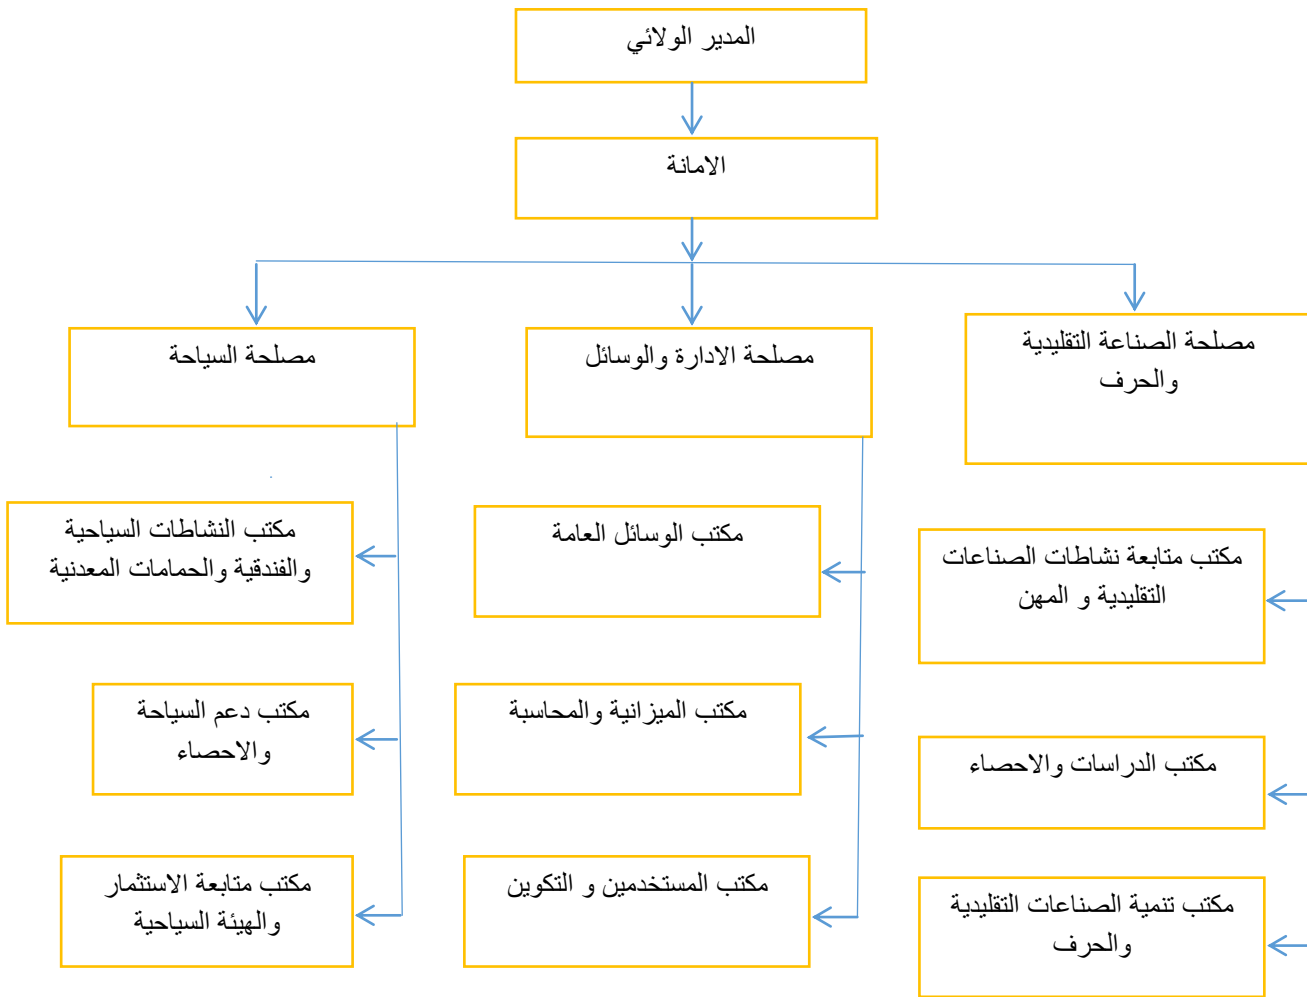 المدير الولائي
الامانة
مصلحة الصناعة التقليدية
والحرف
مصلحة الادارة والوسائل
مصلحة السياحة
مكتب متابعة نشاطات الصناعات
التقليدية و المهن
مكتب الدراسات والاحصاء
مكتب تنمية الصناعات التقليدية
والحرف
مكتب الوسائل العامة
مكتب الميزانية والمحاسبة
مكتب المستخدمين و التكوين
مكتب النشاطات السياحية
والفندقية والحمامات المعدنية
مكتب دعم السياحة
والاحصاء
مكتب متابعة الاستثمار
والهيئة السياحية